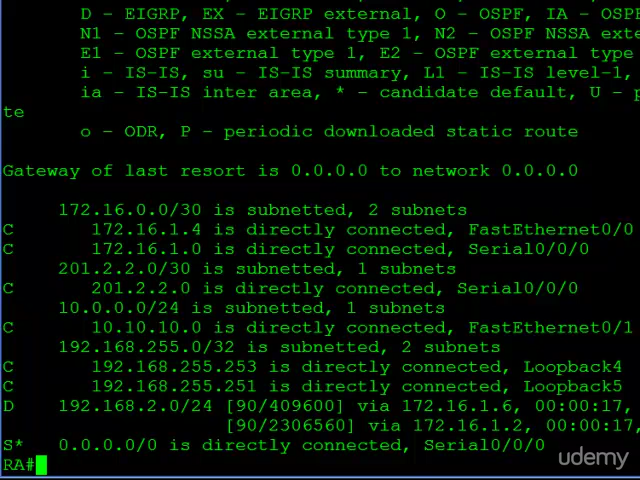 D - EIGRP, EX - EIGRP external, O - OSPF, IA - OSPF
N1 - OSPF NSSA external type 1, N2 - OSPF NSSA exte
E1 - OSPF external type 1, E2 - OSPF external type
i - IS-IS, su - IS-IS summary, L1 - IS-IS level-1,
ia - IS-IS inter area, * - candidate default, U - p
te
o - ODR, P - periodic downloaded static route
Gateway of last resort is 0.0.0.0 to network 0.0.0.0
172.16.0.0/30 is subnetted, 2 subnets
C 172.16.1.4 is directly connected, FastEthernet0/0
C 172.16.1.0 is directly connected, Serial0/0/0
201.2.2.0/30 is subnetted, 1 subnets
C 201.2.2.0 is directly connected, Serial0/0/0
10.0.0.0/24 is subnetted, 1 subnets
C 10.10.10.0 is directly connected, FastEthernet0/1
192.168.255.0/32 is subnetted, 2 subnets
C 192.168.255.253 is directly connected, Loopback4
C 192.168.255.251 is directly connected, Loopback5
D 192.168.2.0/24 [90/409600] via 172.16.1.6, 00:00:17,
[90/2306560] via 172.16.1.2, 00:00:17,
S* 0.0.0.0/0 is directly connected, Serial0/0/0
RA#
udemy